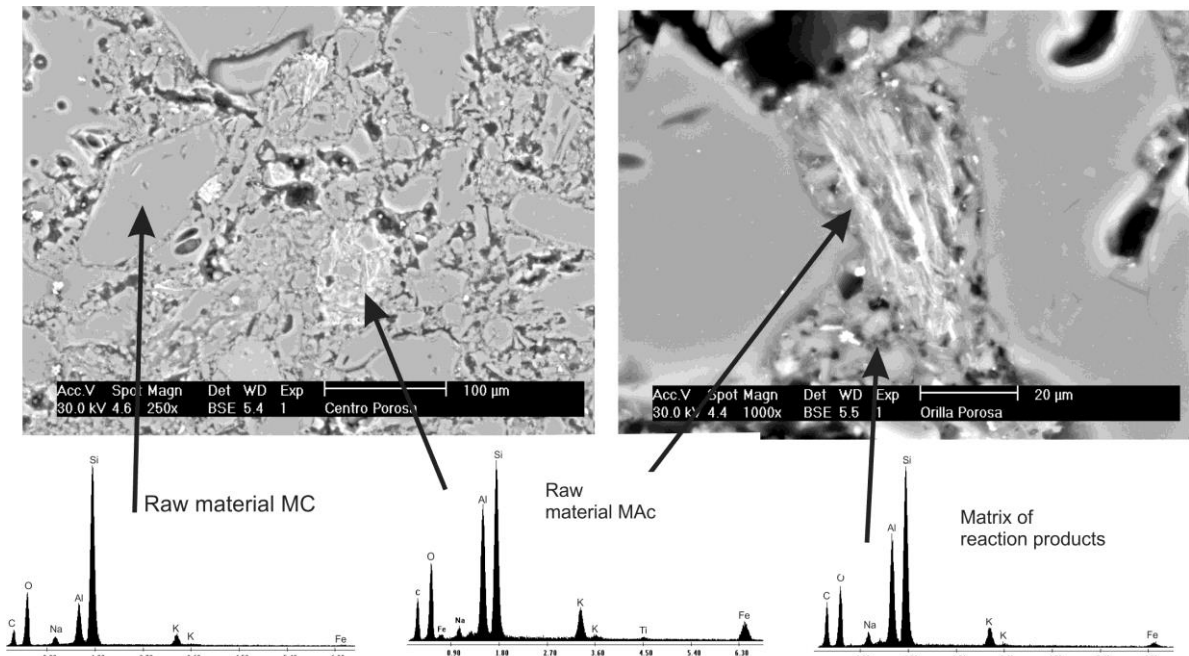 Acc.V Spot Magn Det WD Exp 100 µm
30.0 kV 4.6 250x BSE 5.4 1 Centro Porosa
Acc.V Spot Magn Det WD Exp 20 µm
30.0 kV 4.4 1000x BSE 5.5 1 Orilla Porosa
Si
Raw material MC
O
C
Na
Al
K
K
Fe
Si
Al
Raw
material MAc
O
C
Fe
Na
K
K
Ti
Fe
0.90 1.80 2.70 3.60 4.50 6.30
Si
Matrix of
reaction products
Al
C
O
Na
K
K
Fe